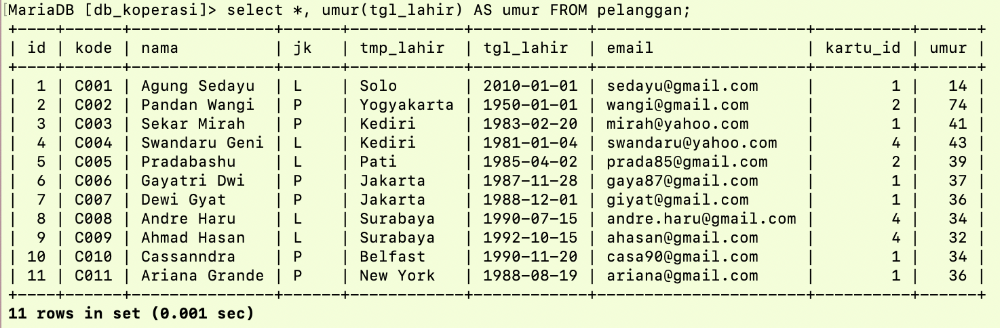 [MariaDB [db_koperasi]> select *, umur(tgl_lahir) AS umur FROM pelanggan;
+----+------+--------------+------+------------+------------+----------------------+----------+------+
| id | kode | nama | jk | tmp_lahir | tgl_lahir | email | kartu_id | umur |
+----+------+--------------+------+------------+------------+----------------------+----------+------+
| 1 | C001 | Agung Sedayu | L | Solo | 2010-01-01 | sedayu@gmail.com | 1 | 14 |
| 2 | C002 | Pandan Wangi | P | Yogyakarta | 1950-01-01 | wangi@gmail.com | 2 | 74 |
| 3 | C003 | Sekar Mirah | P | Kediri | 1983-02-20 | mirah@yahoo.com | 1 | 41 |
| 4 | C004 | Swandaru Geni | L | Kediri | 1981-01-04 | swandaru@yahoo.com | 4 | 43 |
| 5 | C005 | Pradabashu | L | Pati | 1985-04-02 | prada85@gmail.com | 2 | 39 |
| 6 | C006 | Gayatri Dwi | P | Jakarta | 1987-11-28 | gaya87@gmail.com | 1 | 37 |
| 7 | C007 | Dewi Gyat | P | Jakarta | 1988-12-01 | giyat@gmail.com | 1 | 36 |
| 8 | C008 | Andre Haru | L | Surabaya | 1990-07-15 | andre.haru@gmail.com | 4 | 34 |
| 9 | C009 | Ahmad Hasan | L | Surabaya | 1992-10-15 | ahasan@gmail.com | 4 | 32 |
| 10 | C010 | Cassanndra | P | Belfast | 1990-11-20 | casa90@gmail.com | 1 | 34 |
| 11 | C011 | Ariana Grande | P | New York | 1988-08-19 | ariana@gmail.com | 1 | 36 |
+----+------+--------------+------+------------+------------+----------------------+----------+------+
11 rows in set (0.001 sec)